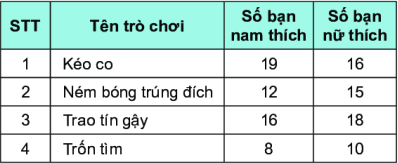 STT Tên trò chơi Số bạn nam thích Số bạn nữ thích
1 Kéo co 19 16
2 Ném bóng trúng đích 12 15
3 Trao tín gậy 16 18
4 Trốn tìm 8 10